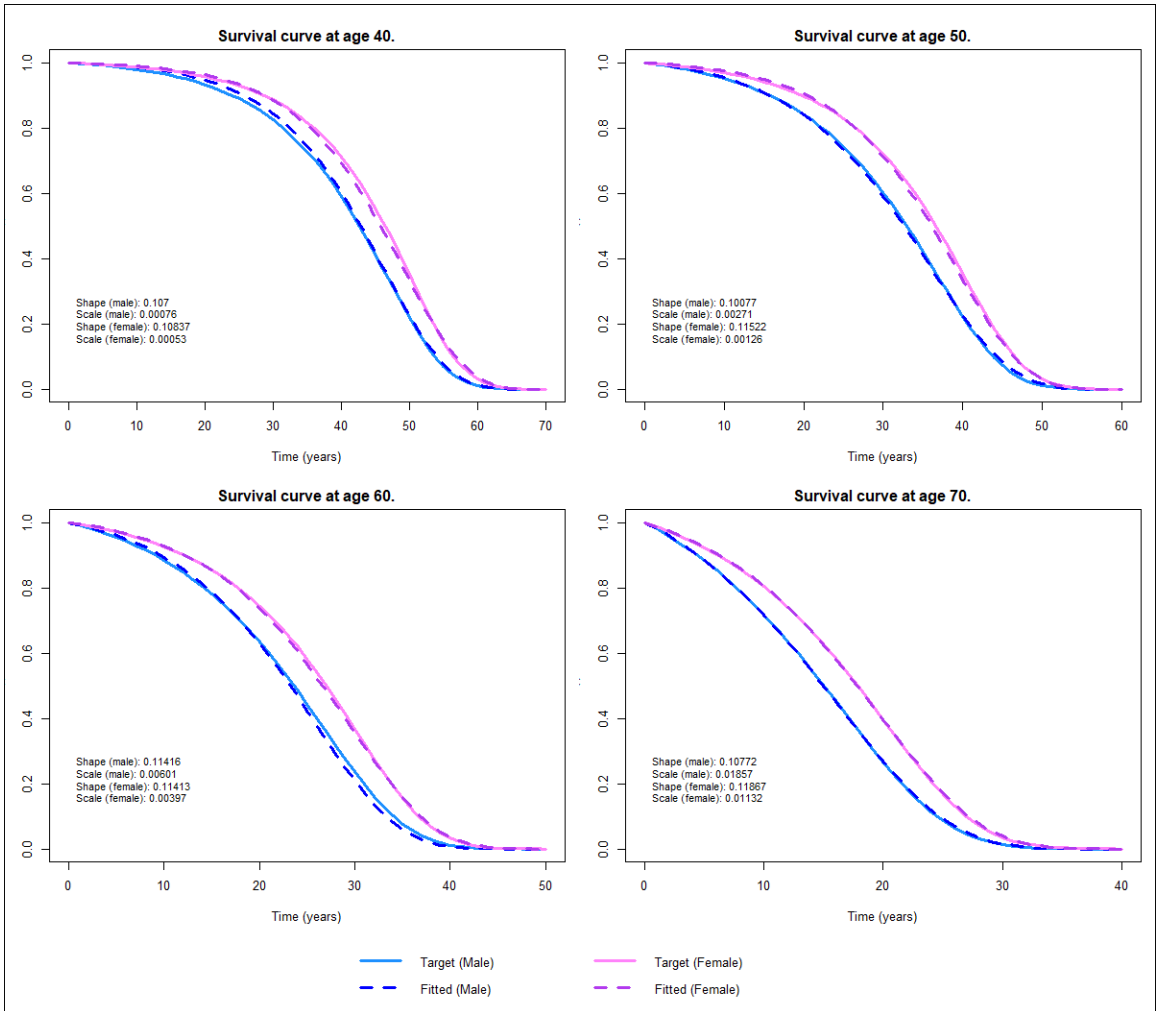 Survival curve at age 40.
1.0
0.8
0.6
0.4
0.2
0.0
Shape (male): 0.107
Scale (male): 0.00076
Shape (female): 0.10837
Scale (female): 0.00053
0 10 20 30 40 50 60 70
Time (years)
Survival curve at age 50.
1.0
0.8
0.6
0.4
0.2
0.0
Shape (male): 0.10077
Scale (male): 0.00271
Shape (female): 0.11522
Scale (female): 0.00126
0 10 20 30 40 50 60
Time (years)
Survival curve at age 60.
1.0
0.8
0.6
0.4
0.2
0.0
Shape (male): 0.11416
Scale (male): 0.00601
Shape (female): 0.11413
Scale (female): 0.00397
0 10 20 30 40 50
Time (years)
Survival curve at age 70.
1.0
0.8
0.6
0.4
0.2
0.0
Shape (male): 0.10772
Scale (male): 0.01857
Shape (female): 0.11867
Scale (female): 0.01132
0 10 20 30 40
Time (years)
Target (Male) Target (Female)
Fitted (Male) Fitted (Female)